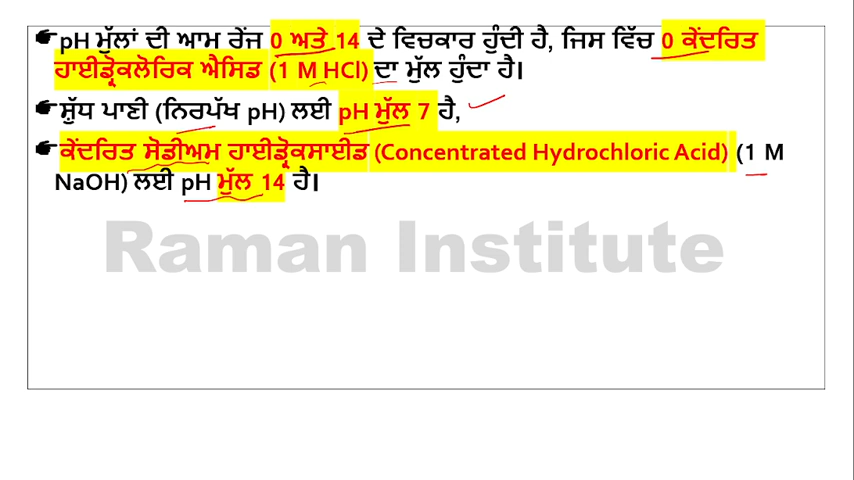 pH ਮੁੱਲਾਂ ਦੀ ਆਮ ਰੇਂਜ 0 ਅਤੇ 14 ਦੇ ਵਿਚਕਾਰ ਹੁੰਦੀ ਹੈ, ਜਿਸ ਵਿੱਚ 0 ਕੇਂਦਰਿਤ
ਹਾਈਡ੍ਰੋਕਲੋਰਿਕ ਐਸਿਡ (1 M HCl) ਦਾ ਮੁੱਲ ਹੁੰਦਾ ਹੈ।
ਸ਼ੁੱਧ ਪਾਣੀ (ਨਿਰਪੱਖ pH) ਲਈ pH ਮੁੱਲ 7 ਹੈ,
ਕੇਂਦਰਿਤ ਸੋਡੀਅਮ ਹਾਈਡ੍ਰੋਕਸਾਈਡ (Concentrated Hydrochloric Acid) (1 M
NaOH) ਲਈ pH ਮੁੱਲ 14 ਹੈ।
Raman Institute